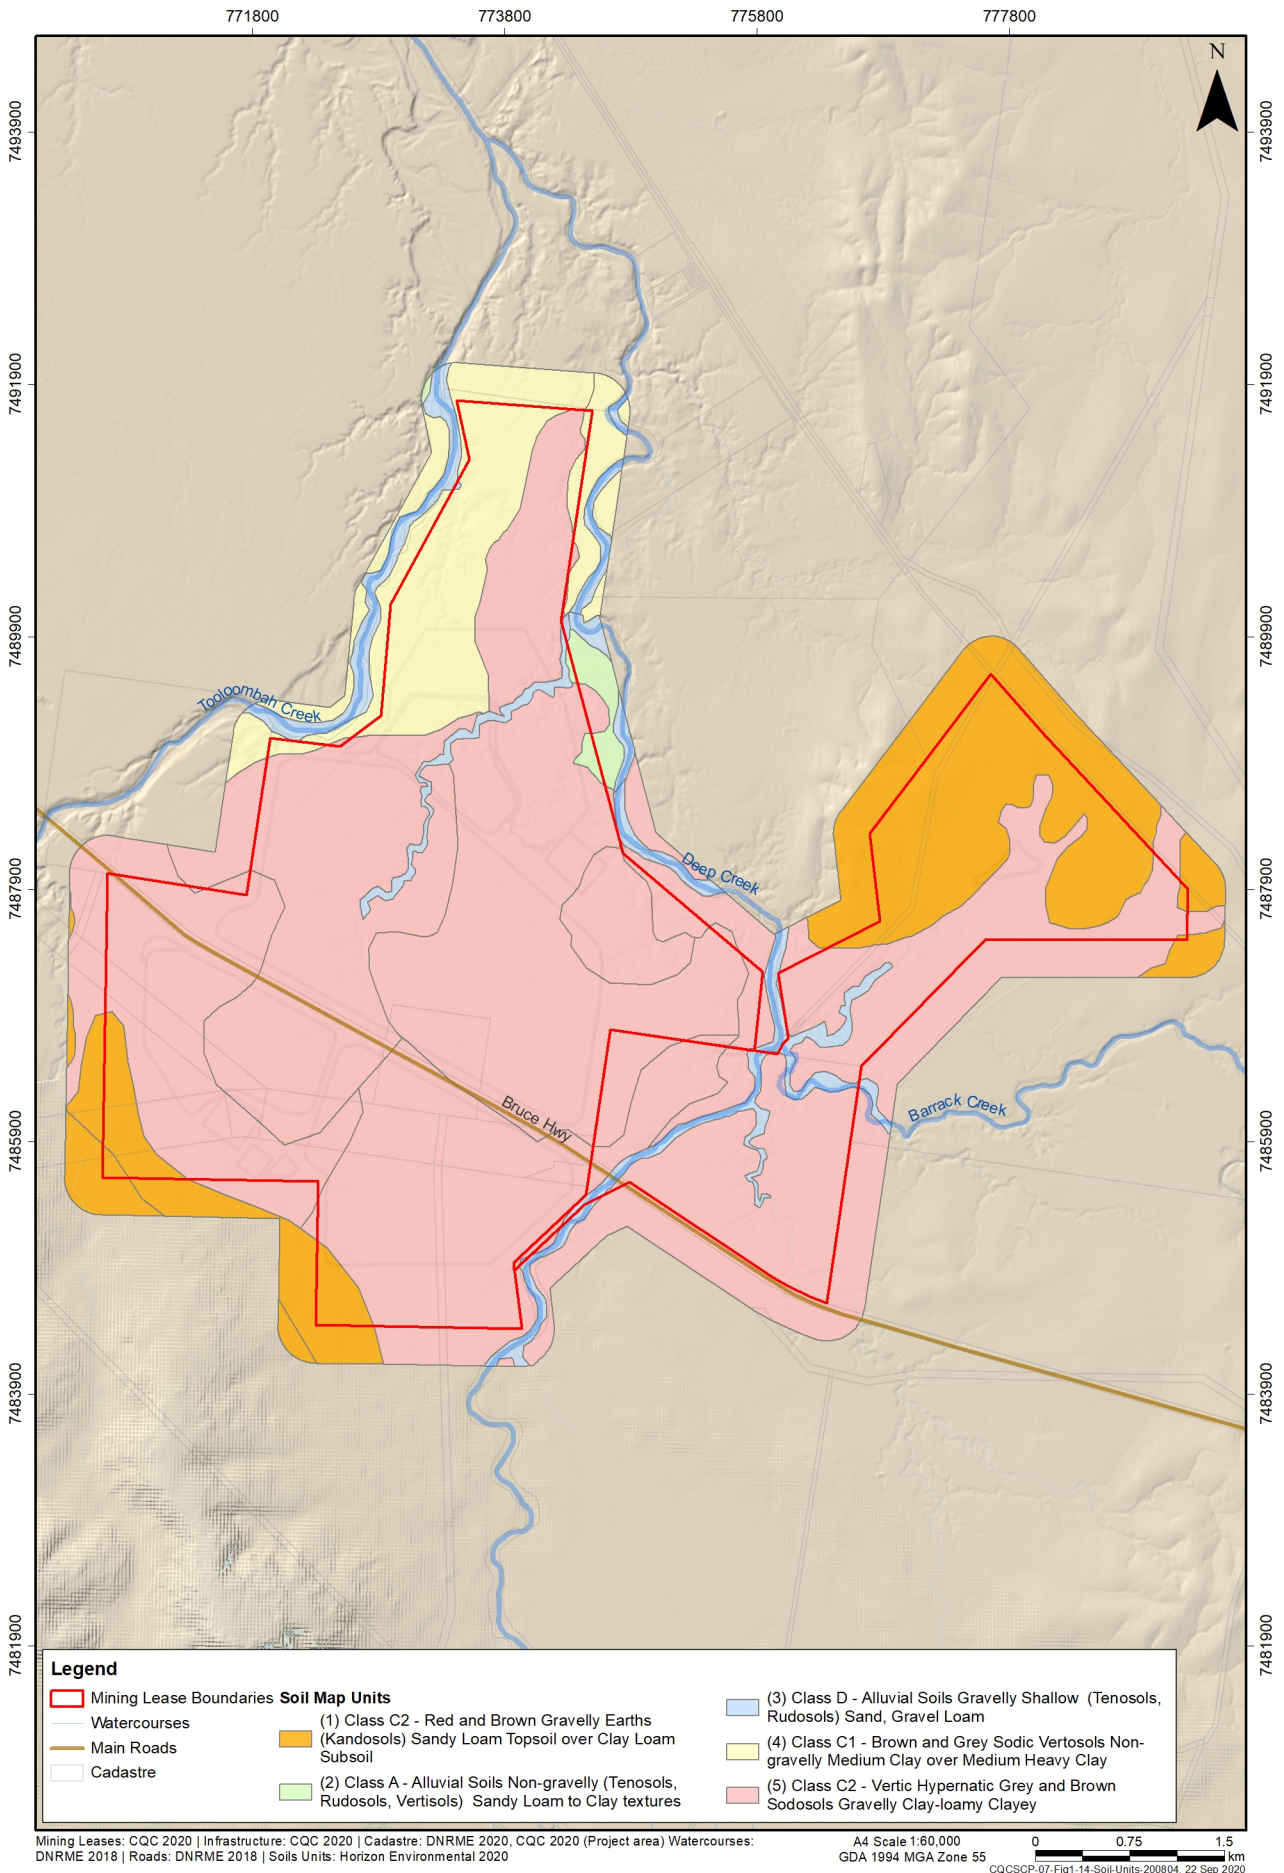 771800 773800 775800 777800
N
7493900 7493900
7491900 7491900
7489900 7489900
Tooloombah Creek
Deep Creek
7487900 7487900
Bruce Hwy
Barrack Creek
7485900 7485900
7483900 7483900
7481900 7481900
Legend
Mining Lease Boundaries
Watercourses
Main Roads
Cadastre
Soil Map Units
(1) Class C2 - Red and Brown Gravelly Earths
(Kandosols) Sandy Loam Topsoil over Clay Loam
Subsoil
(2) Class A - Alluvial Soils Non-gravelly (Tenosols,
Rudosols, Vertisols) Sandy Loam to Clay textures
(3) Class D - Alluvial Soils Gravelly Shallow (Tenosols,
Rudosols) Sand, Gravel Loam
(4) Class C1 - Brown and Grey Sodic Vertosols Non-
gravelly Medium Clay over Medium Heavy Clay
(5) Class C2 - Vertic Hypernatic Grey and Brown
Sodosols Gravelly Clay-loamy Clayey
Mining Leases: CQC 2020 | Infrastructure: CQC 2020 | Cadastre: DNRME 2020, CQC 2020 (Project area) Watercourses:
DNRME 2018 | Roads: DNRME 2018 | Soils Units: Horizon Environmental 2020
A4 Scale 1:60,000
GDA 1994 MGA Zone 55
0 0.75 1.5
km
CQCSCP-07-Fig1-14-Soil-Units-200804, 22 Sep 2020